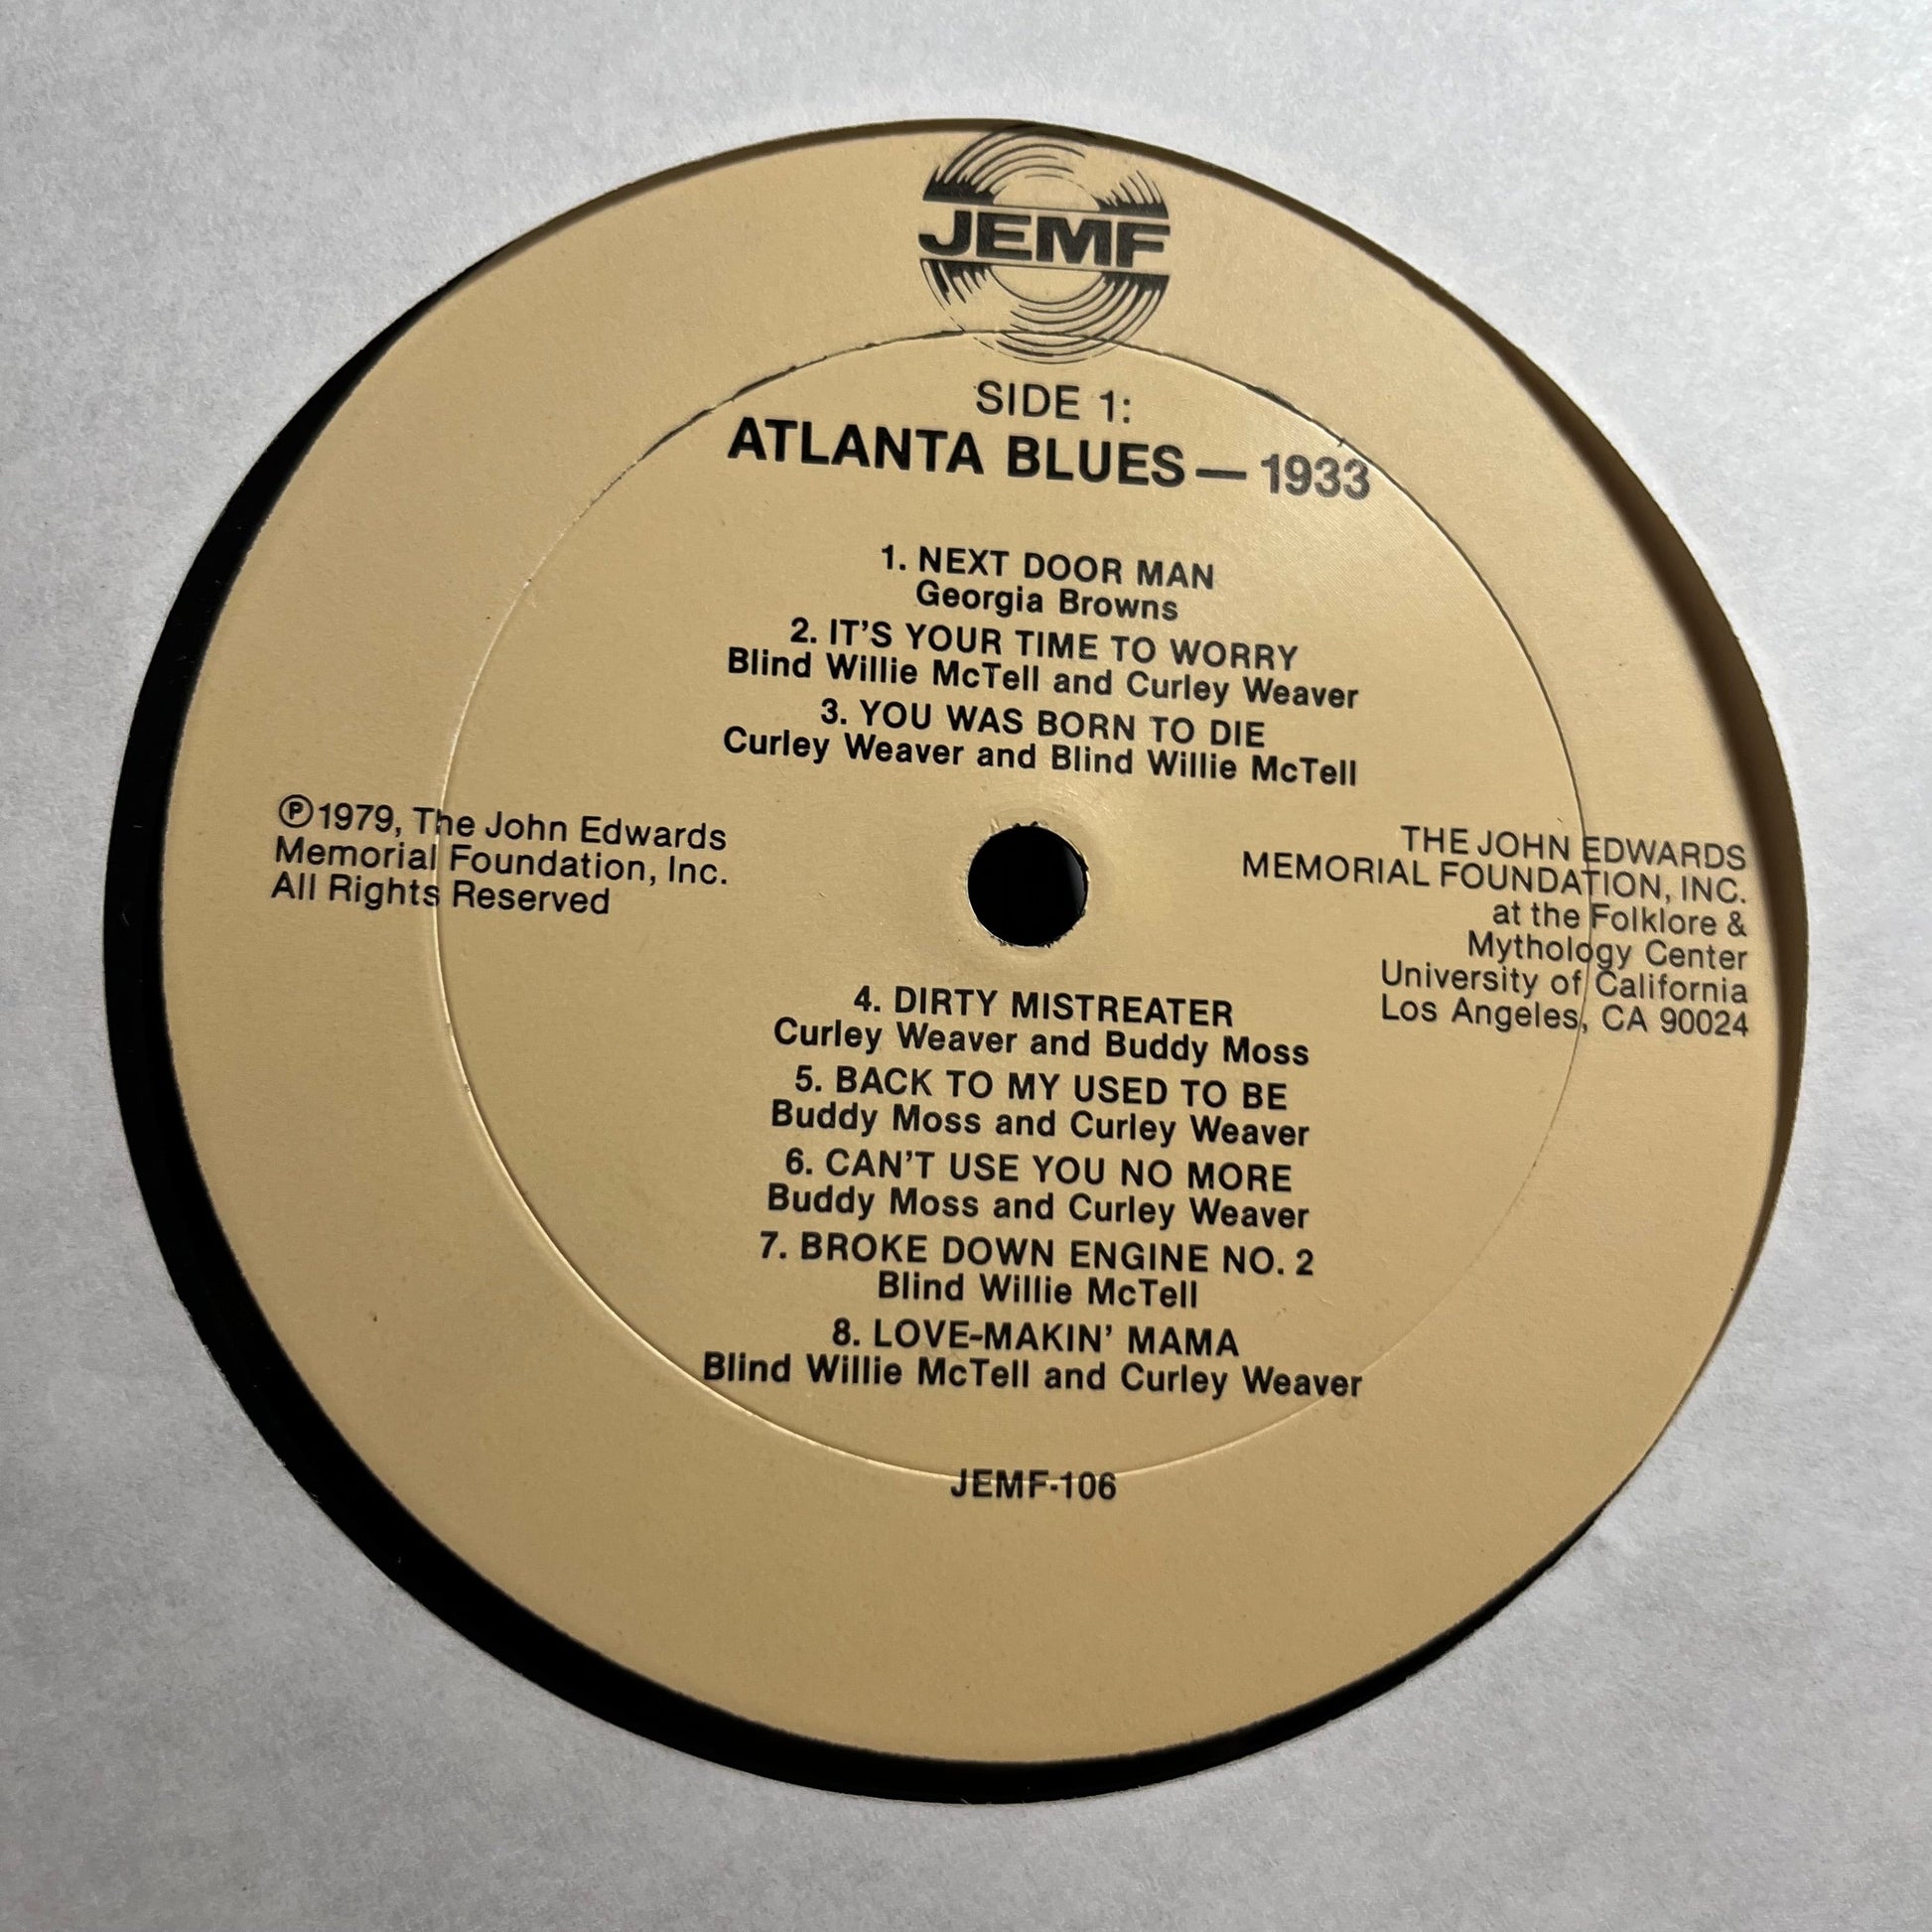 JEMF
SIDE 1:
ATLANTA BLUES — 1933
1. NEXT DOOR MAN
Georgia Browns
2. IT'S YOUR TIME TO WORRY
Blind Willie McTell and Curley Weaver
3. YOU WAS BORN TO DIE
Curley Weaver and Blind Willie McTell
Ⓟ1979, The John Edwards
Memorial Foundation, Inc.
All Rights Reserved
THE JOHN EDWARDS
MEMORIAL FOUNDATION, INC.
at the Folklore &
Mythology Center
University of California
Los Angeles, CA 90024
4. DIRTY MISTREATER
Curley Weaver and Buddy Moss
5. BACK TO MY USED TO BE
Buddy Moss and Curley Weaver
6. CAN'T USE YOU NO MORE
Buddy Moss and Curley Weaver
7. BROKE DOWN ENGINE NO. 2
Blind Willie McTell
8. LOVE-MAKIN' MAMA
Blind Willie McTell and Curley Weaver
JEMF-106